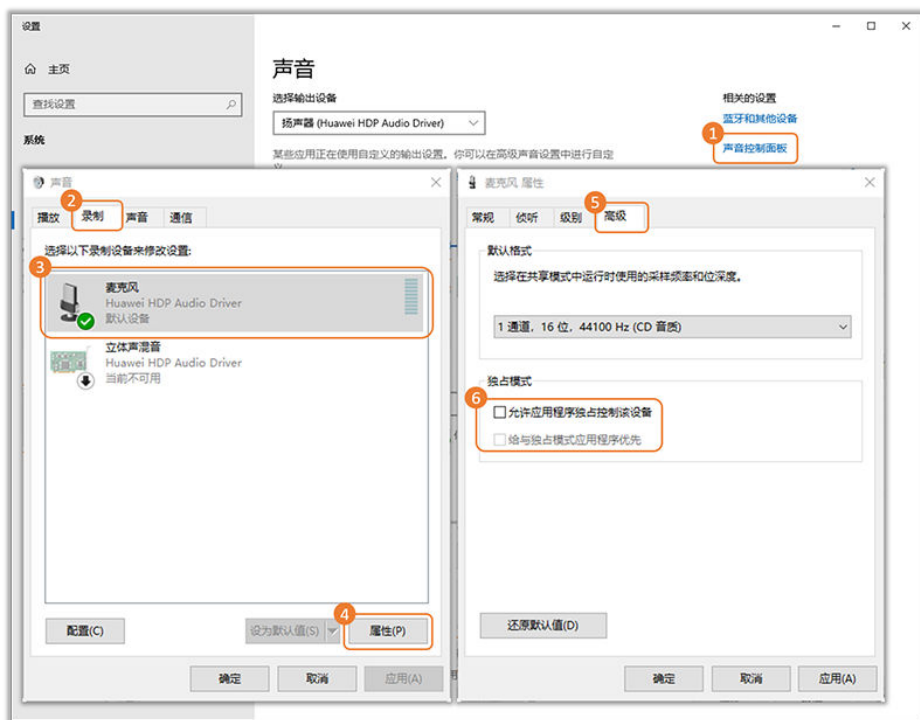 设置
主页
查找设置
系统
声音
选择输出设备
扬声器 (Huawei HDP Audio Driver)
某些应用正在使用自定义的输出设置。你可以在高级声音设置中进行自定
相关的设置
蓝牙和其他设备
1
声音控制面板
声音
2
播放 录制 声音 通信
选择以下录制设备来修改设置:
3
麦克风
Huawei HDP Audio Driver
默认设备
立体声混音
Huawei HDP Audio Driver
当前不可用
4
配置(C) 设为默认值(S) 属性(P)
确定 取消 应用(A)
麦克风 属性
5
常规 侦听 级别 高级
默认格式
选择在共享模式中运行时使用的采样频率和位深度。
1 通道, 16 位, 44100 Hz (CD 音质)
独占模式
6
允许应用程序独占控制该设备
给与独占模式应用程序优先
还原默认值(D)
确定 取消 应用(A)